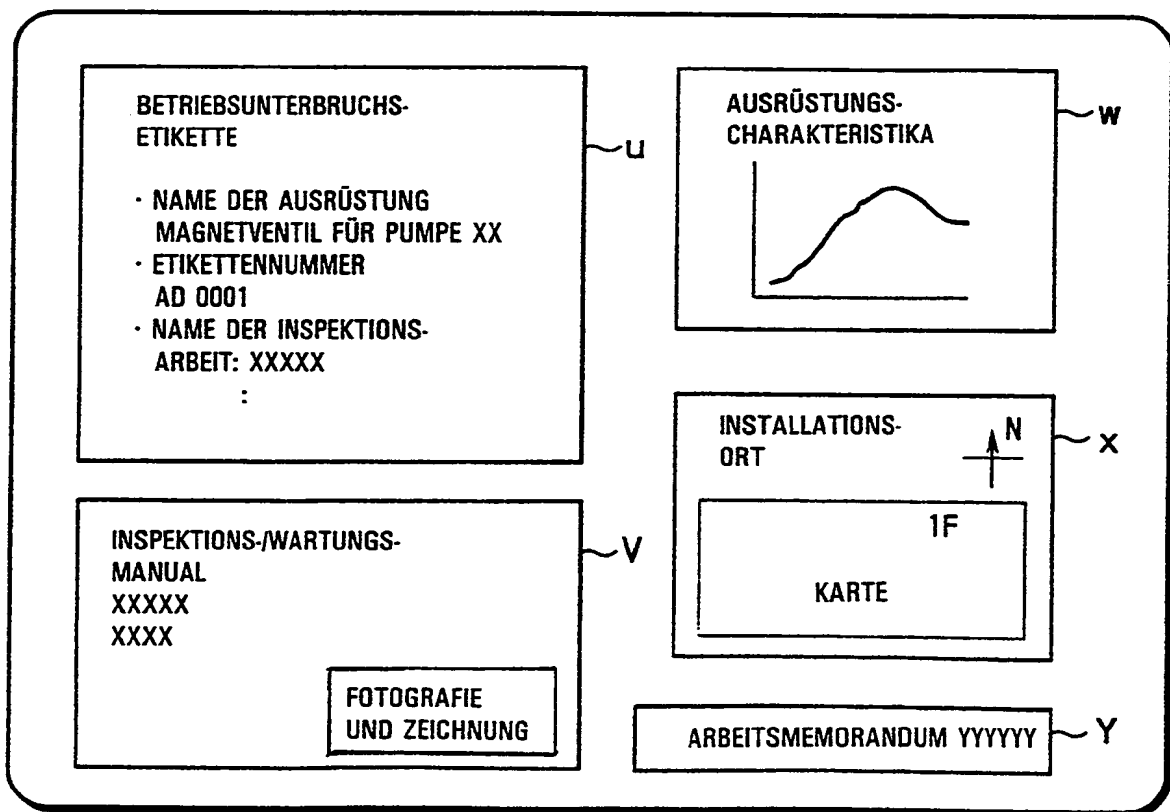 BETRIEBSUNTERBRUCHS-
ETIKETTE
· NAME DER AUSRÜSTUNG
MAGNETVENTIL FÜR PUMPE XX
· ETIKETTENNUMMER
AD 0001
· NAME DER INSPEKTIONS-
ARBEIT: XXXXX
:
u
INSPEKTIONS-/WARTUNGS-
MANUAL
XXXXX
XXXX
FOTOGRAFIE
UND ZEICHNUNG
V
AUSRÜSTUNGS-
CHARAKTERISTIKA
w
INSTALLATIONS-
ORT
N
x
1F
KARTE
ARBEITSMEMORANDUM YYYYYY
Y